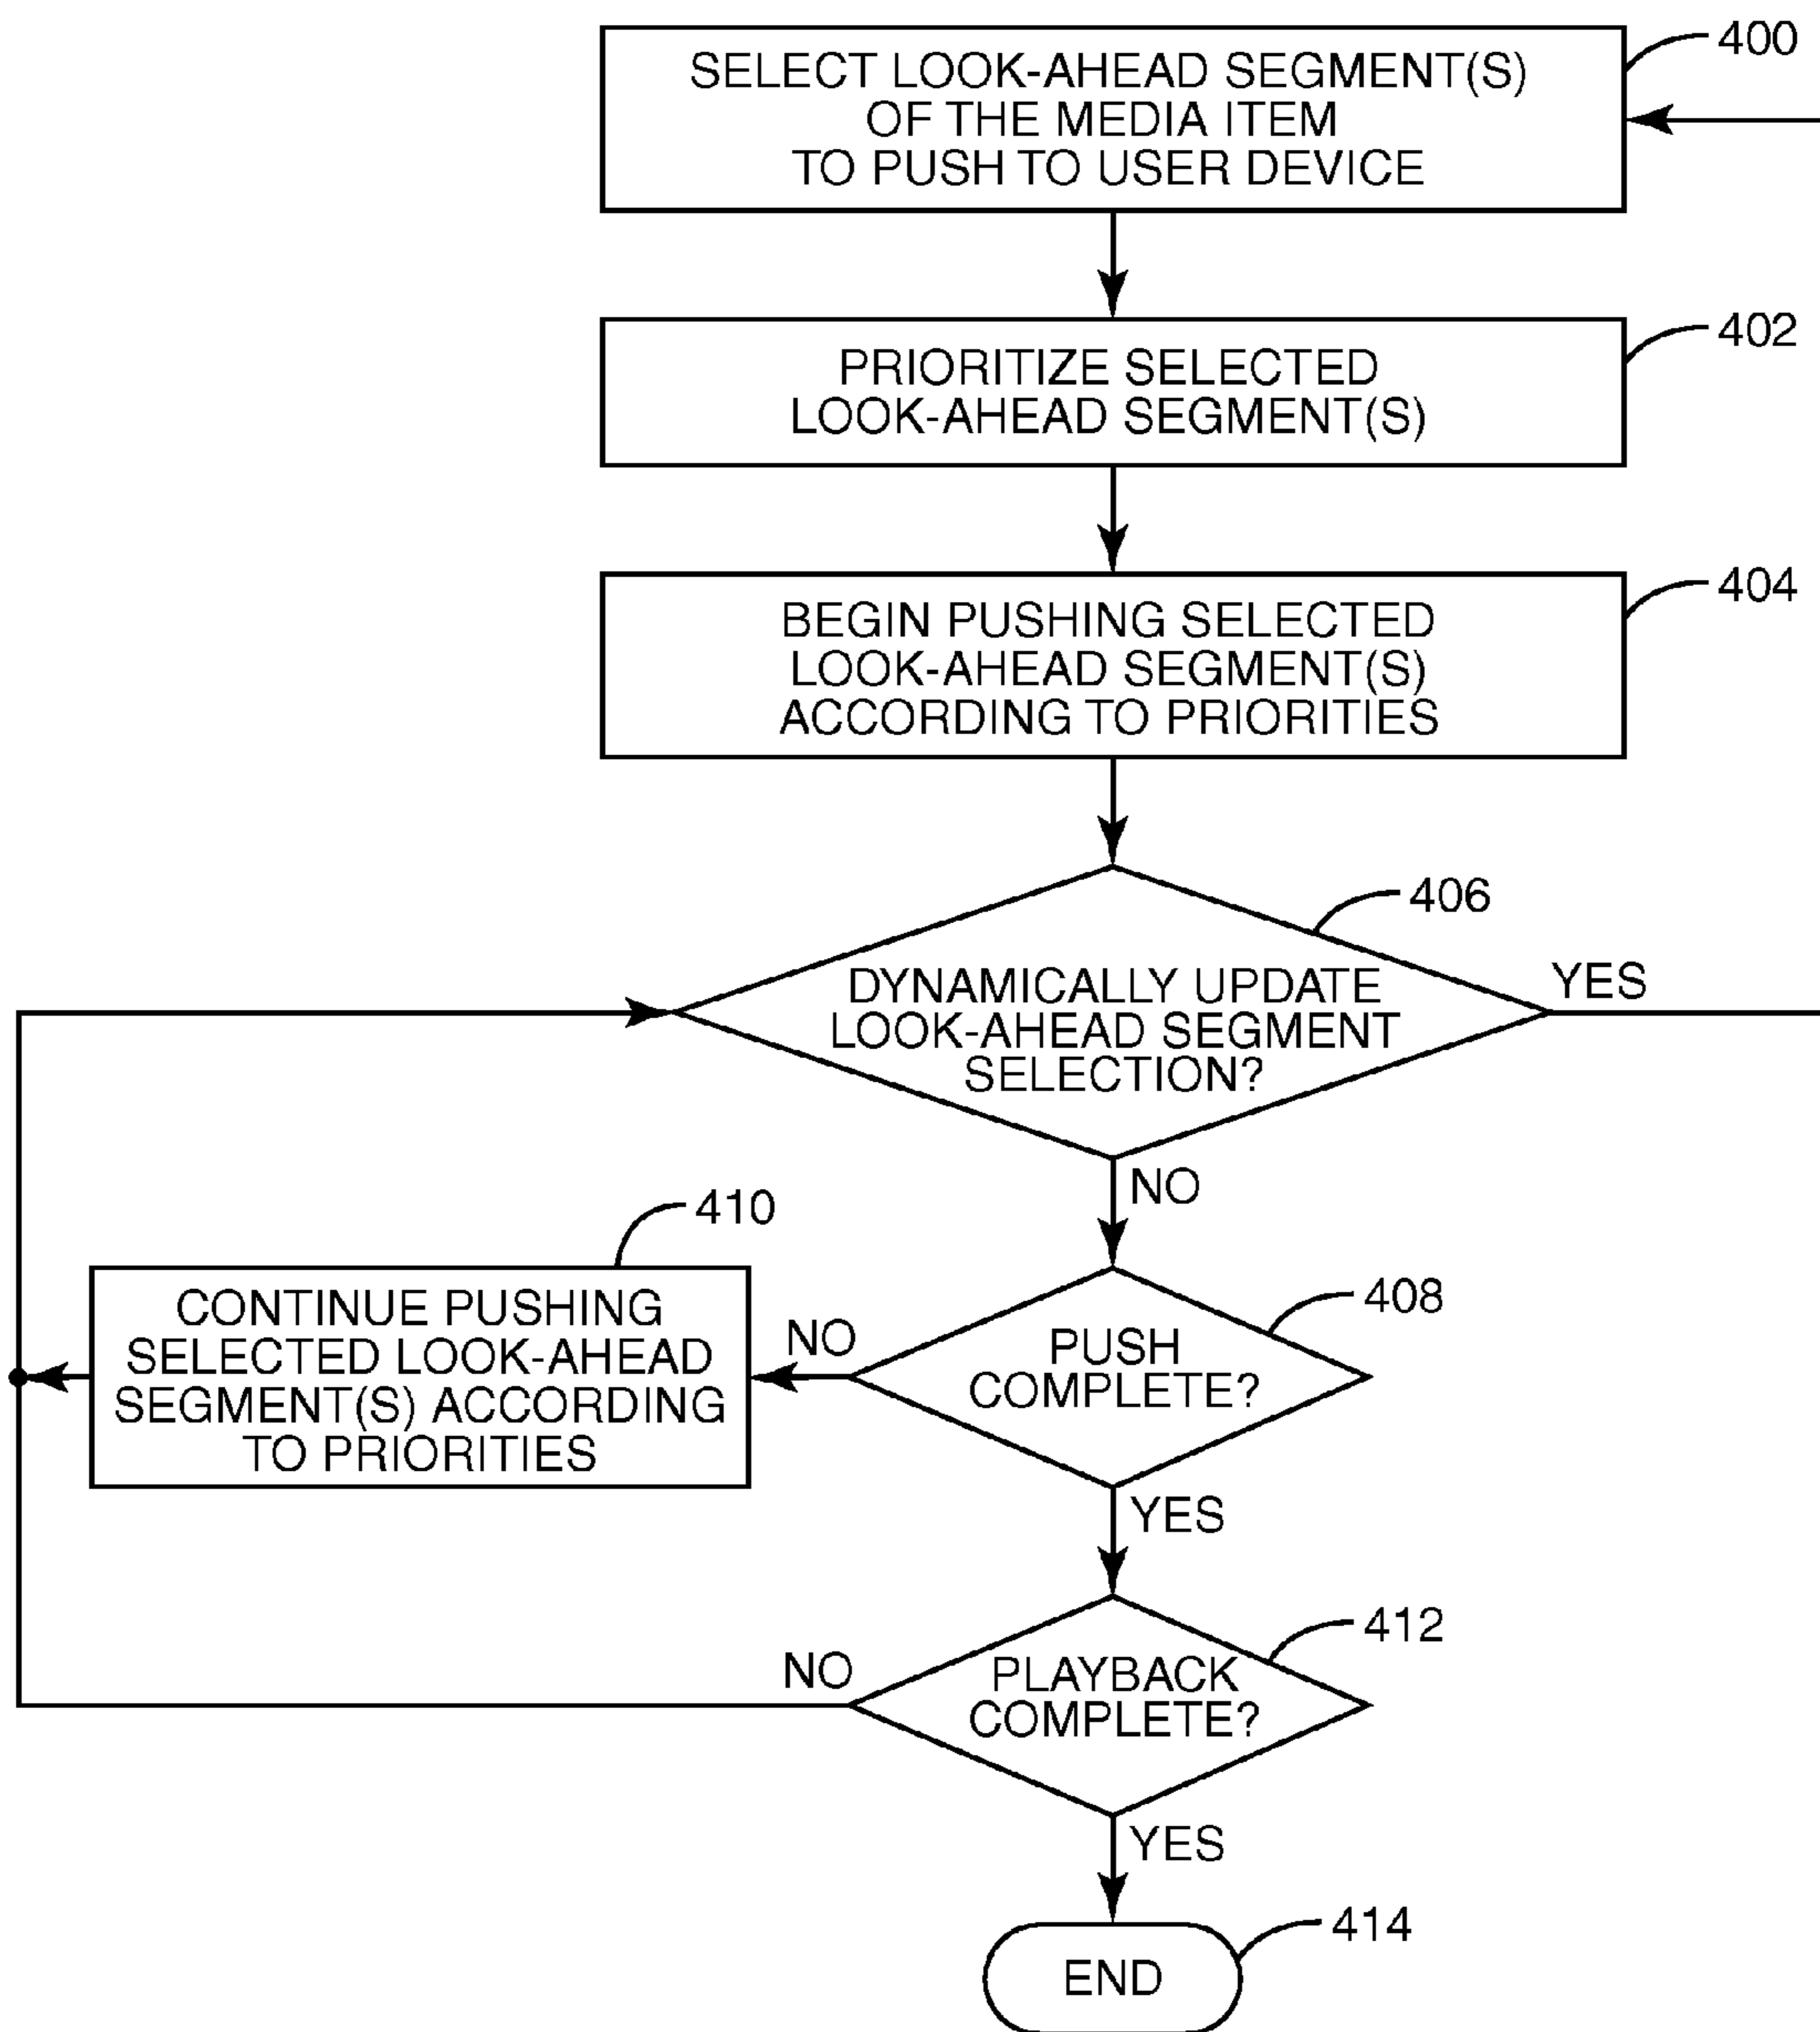 400
SELECT LOOK-AHEAD SEGMENT(S)
OF THE MEDIA ITEM
TO PUSH TO USER DEVICE
402
PRIORITIZE SELECTED
LOOK-AHEAD SEGMENT(S)
404
BEGIN PUSHING SELECTED
LOOK-AHEAD SEGMENT(S)
ACCORDING TO PRIORITIES
406
DYNAMICALLY UPDATE
LOOK-AHEAD SEGMENT
SELECTION?
YES
NO
410
CONTINUE PUSHING
SELECTED LOOK-AHEAD
SEGMENT(S) ACCORDING
TO PRIORITIES
NO
408
PUSH
COMPLETE?
YES
412
NO
PLAYBACK
COMPLETE?
YES
414
END